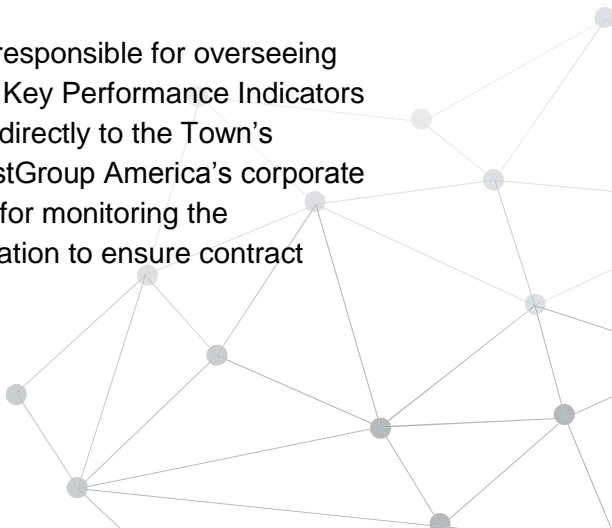 responsible for overseeing
Key Performance Indicators
directly to the Town’s
stGroup America’s corporate
for monitoring the
ation to ensure contract